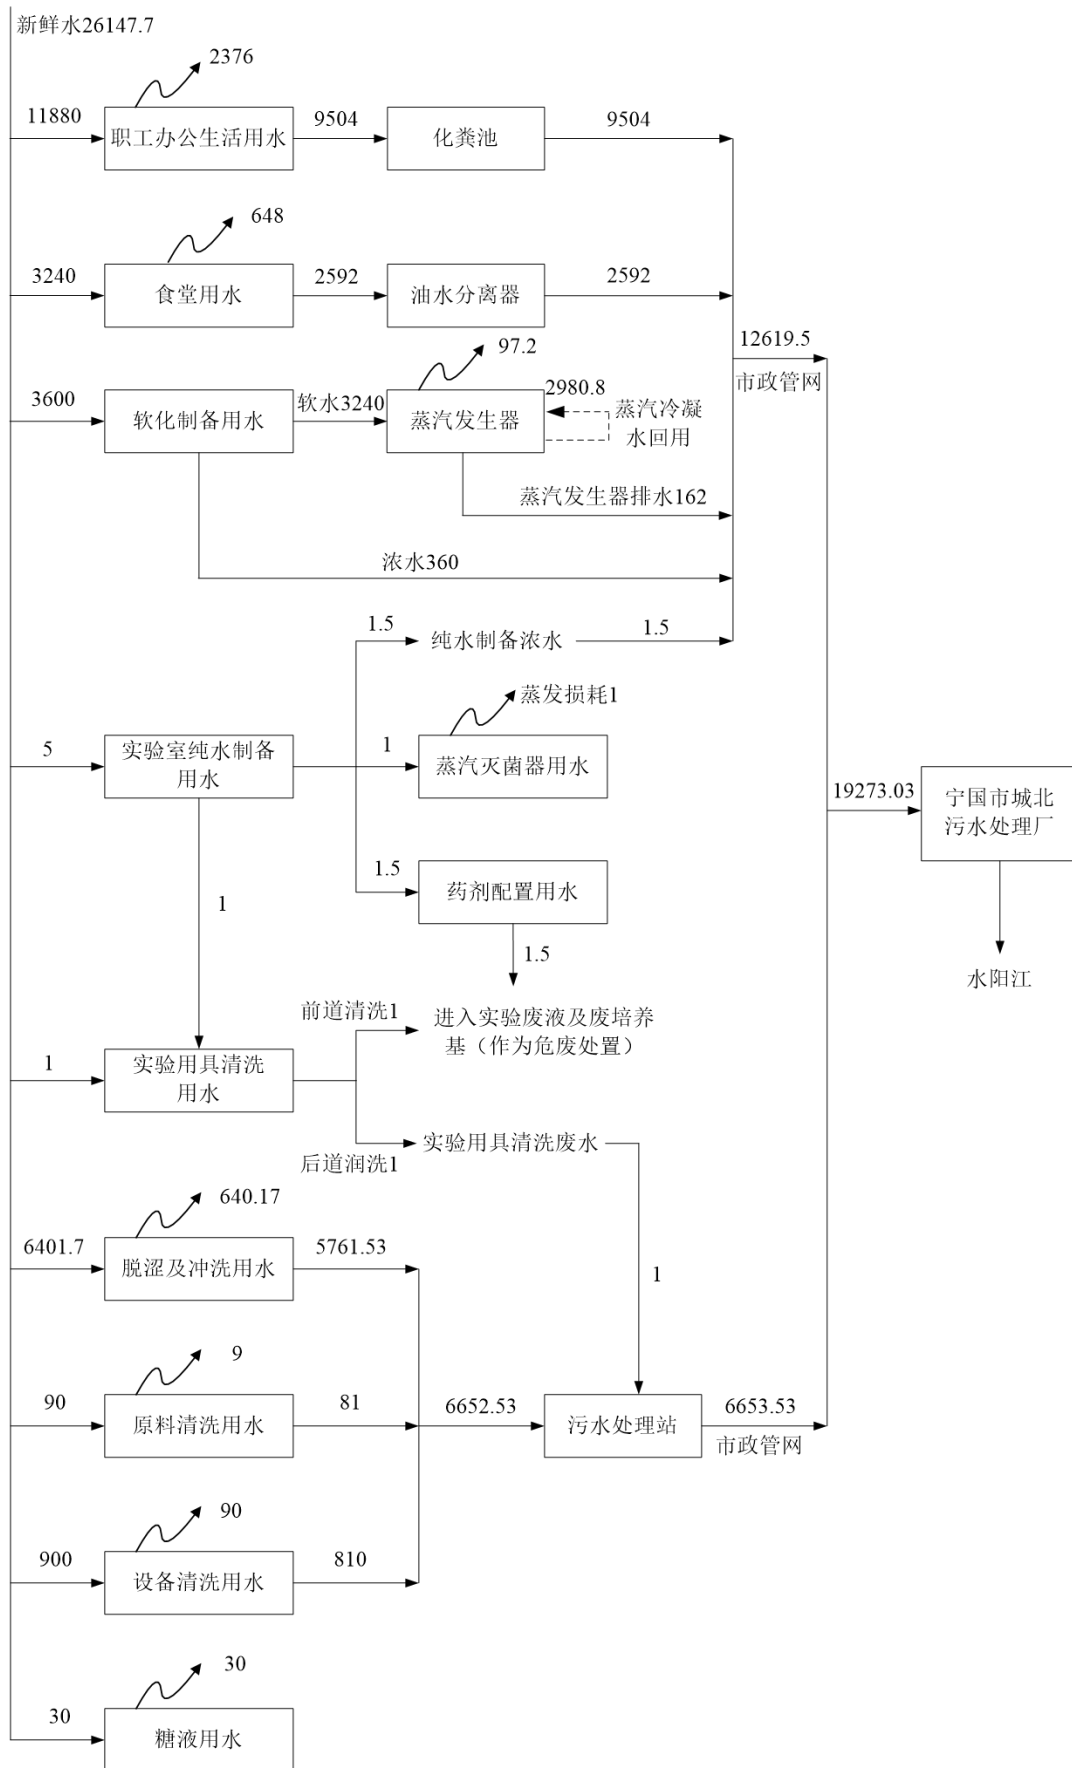 新鲜水26147.7
2376
11880
职工办公生活用水
9504
化粪池
9504
648
3240
食堂用水
2592
油水分离器
2592
12619.5
市政管网
97.2
3600
软化制备用水
软水3240
蒸汽发生器
2980.8
蒸汽冷凝
水回用
蒸汽发生器排水162
浓水360
1.5
纯水制备浓水
1.5
蒸发损耗1
5
实验室纯水制备
用水
1
蒸汽灭菌器用水
19273.03
宁国市城北
污水处理厂
1.5
药剂配置用水
1
1.5
水阳江
前道清洗1
进入实验废液及废培养
基（作为危废处置）
1
实验用具清洗
用水
后道润洗1
实验用具清洗废水
640.17
6401.7
脱涩及冲洗用水
5761.53
1
9
90
原料清洗用水
81
6652.53
污水处理站
6653.53
市政管网
90
900
设备清洗用水
810
30
30
糖液用水